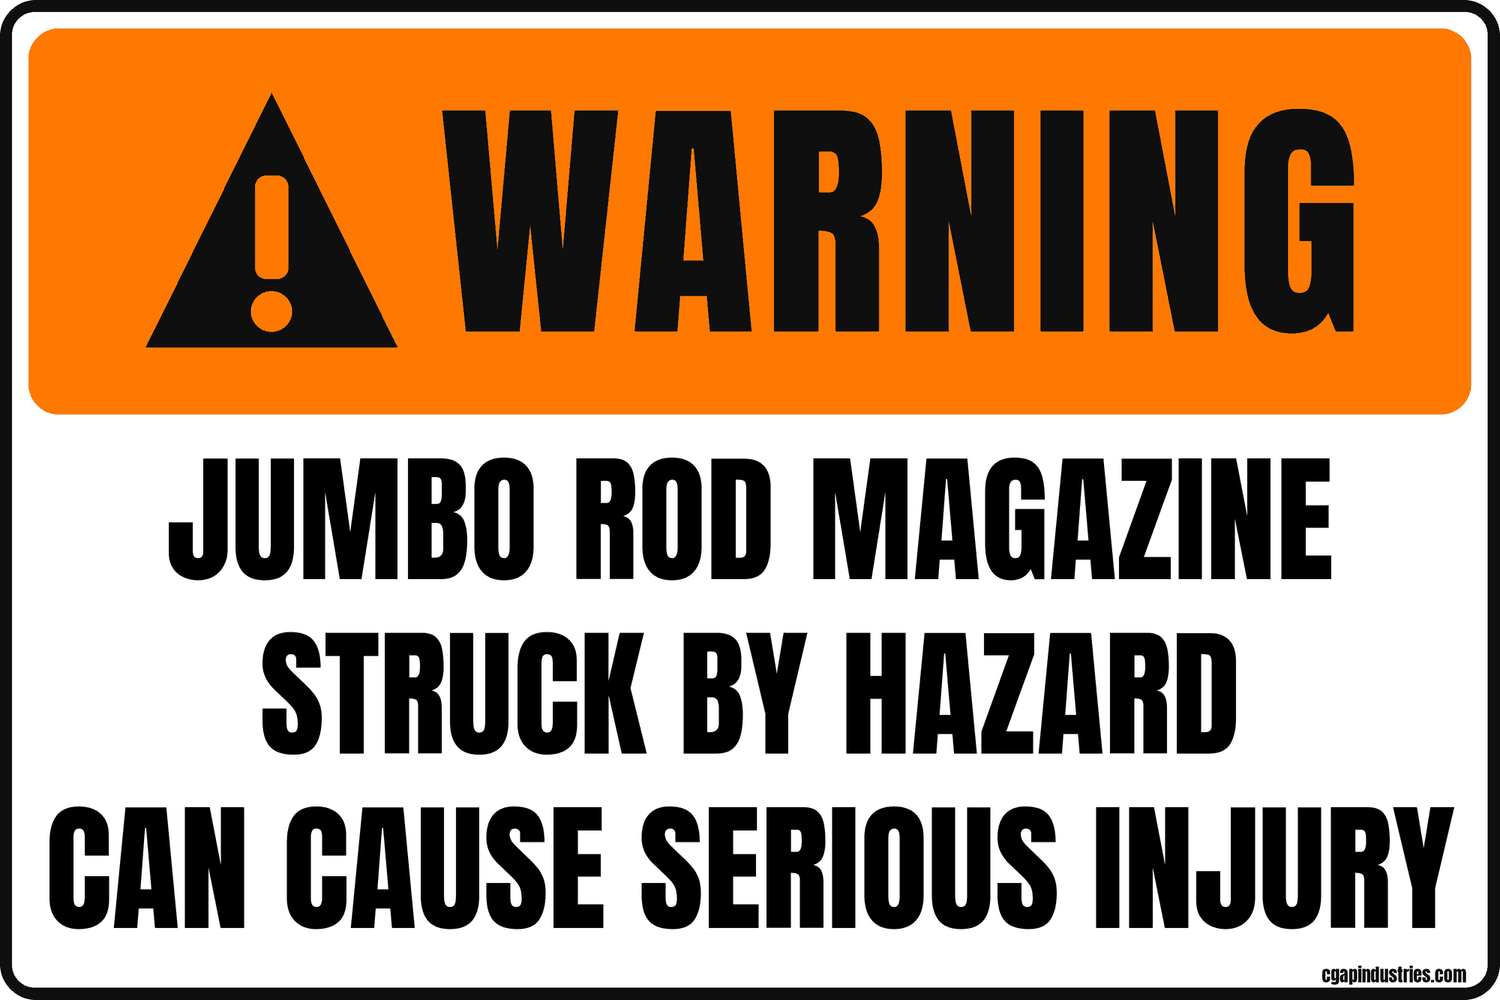 WARNING
JUMBO ROD MAGAZINE
STRUCK BY HAZARD
CAN CAUSE SERIOUS INJURY
cgapindustries.com